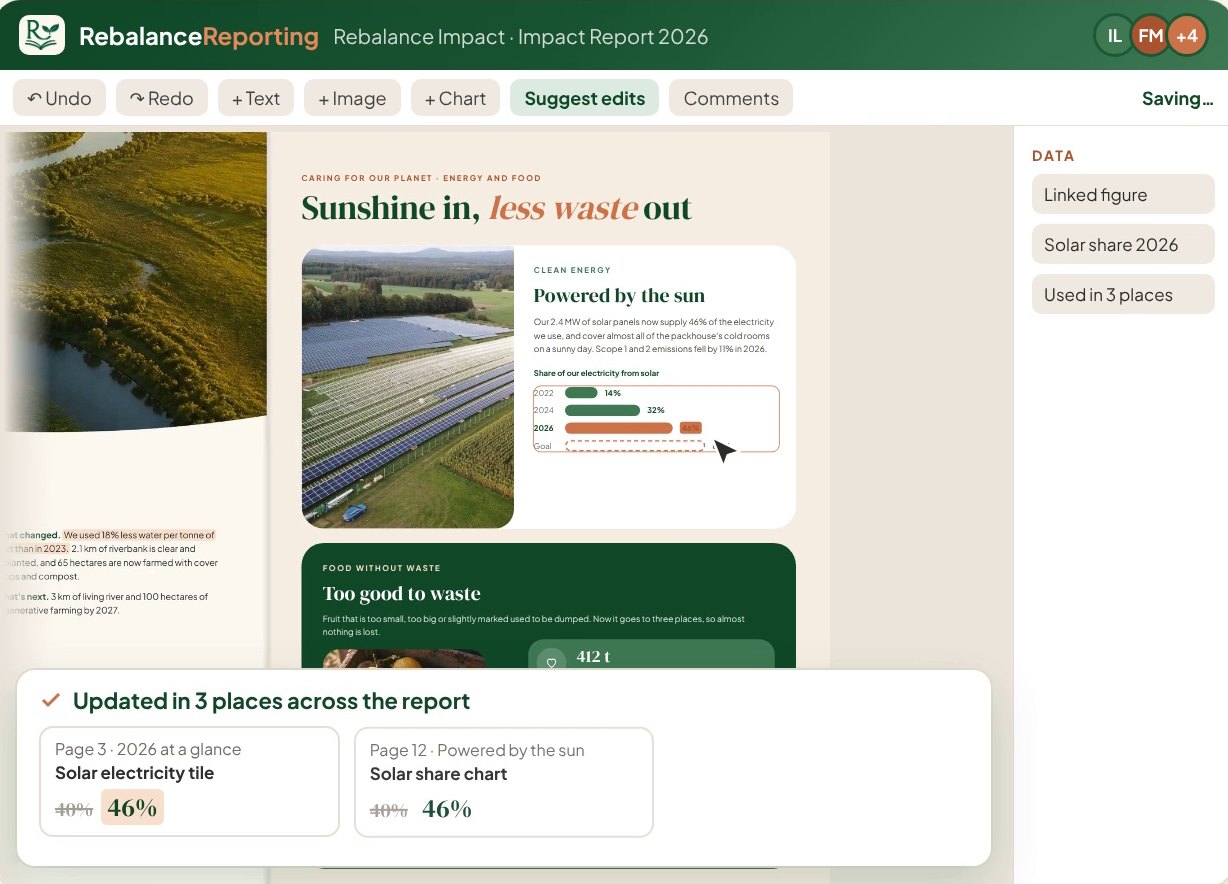 RebalanceReporting Rebalance Impact · Impact Report 2026
IL FM +4
↶ Undo ↷ Redo + Text + Image + Chart Suggest edits Comments Saving…
changed. We used 18% less water per tonne of
than in 2023. 2.1 km of riverbank is clear and
and 65 hectares are now farmed with cover
and compost.
next. 3 km of living river and 100 hectares of
farming by 2027.
CARING FOR OUR PLANET · ENERGY AND FOOD
Sunshine in, less waste out
CLEAN ENERGY
Powered by the sun
Our 2.4 MW of solar panels now supply 46% of the electricity
we use, and cover almost all of the packhouse's cold rooms
on a sunny day. Scope 1 and 2 emissions fell by 11% in 2026.
Share of our electricity from solar
2022 14%
2024 32%
2026 46%
Goal
FOOD WITHOUT WASTE
Too good to waste
Fruit that is too small, too big or slightly marked used to be dumped. Now it goes to three places, so almost
nothing is lost.
412 t
DATA
Linked figure
Solar share 2026
Used in 3 places
Updated in 3 places across the report
Page 3 · 2026 at a glance
Solar electricity tile
40% 46%
Page 12 · Powered by the sun
Solar share chart
40% 46%